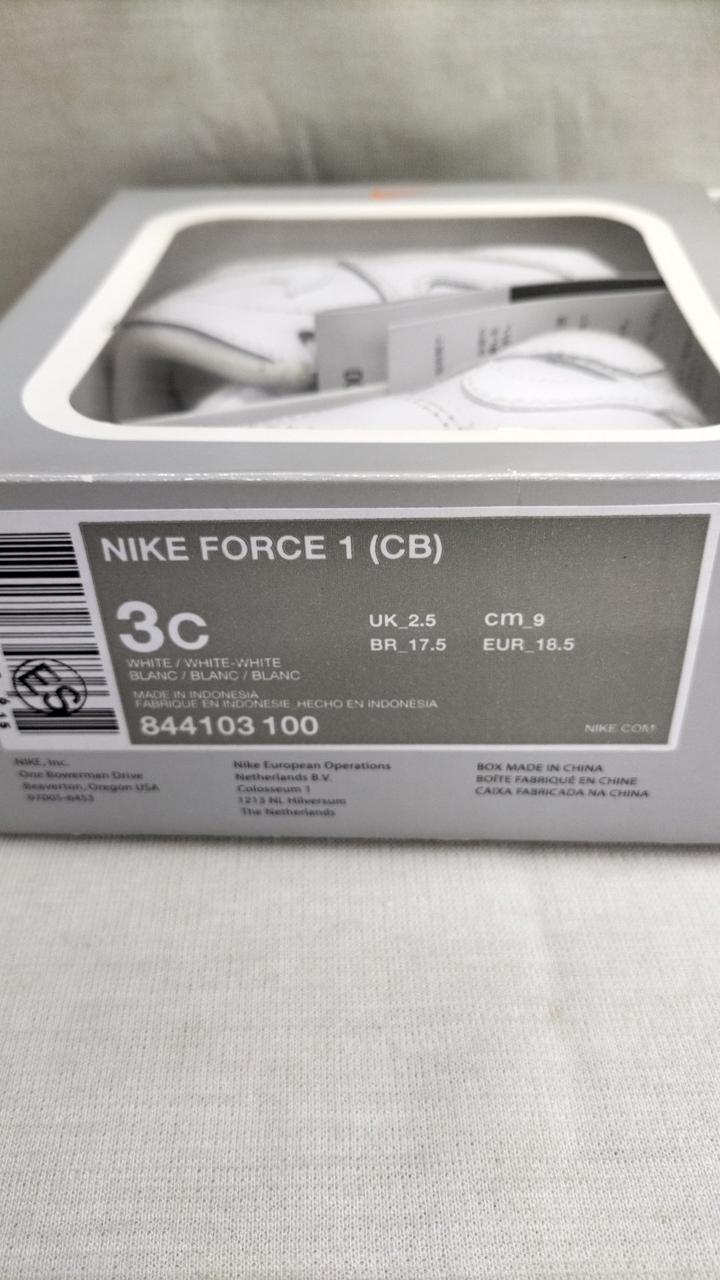 NIKE FORCE 1 (CB)
3C
UK_2.5 cm_9
BR_17.5 EUR_18.5
WHITE / WHITE-WHITE
BLANC / BLANC / BLANC
MADE IN INDONESIA
FABRIQUÉ EN INDONESIE HECHO EN INDONESIA
844103 100
NIKE.COM
ES
NIKE, Inc.
One Bowerman Drive
Beaverton, Oregon USA
97005-6453
Nike European Operations
Netherlands B.V.
Colosseum 1
1213 NL Hilversum
The Netherlands
BOX MADE IN CHINA
BOÎTE FABRIQUÉ EN CHINE
CAIXA FABRICADA NA CHINA